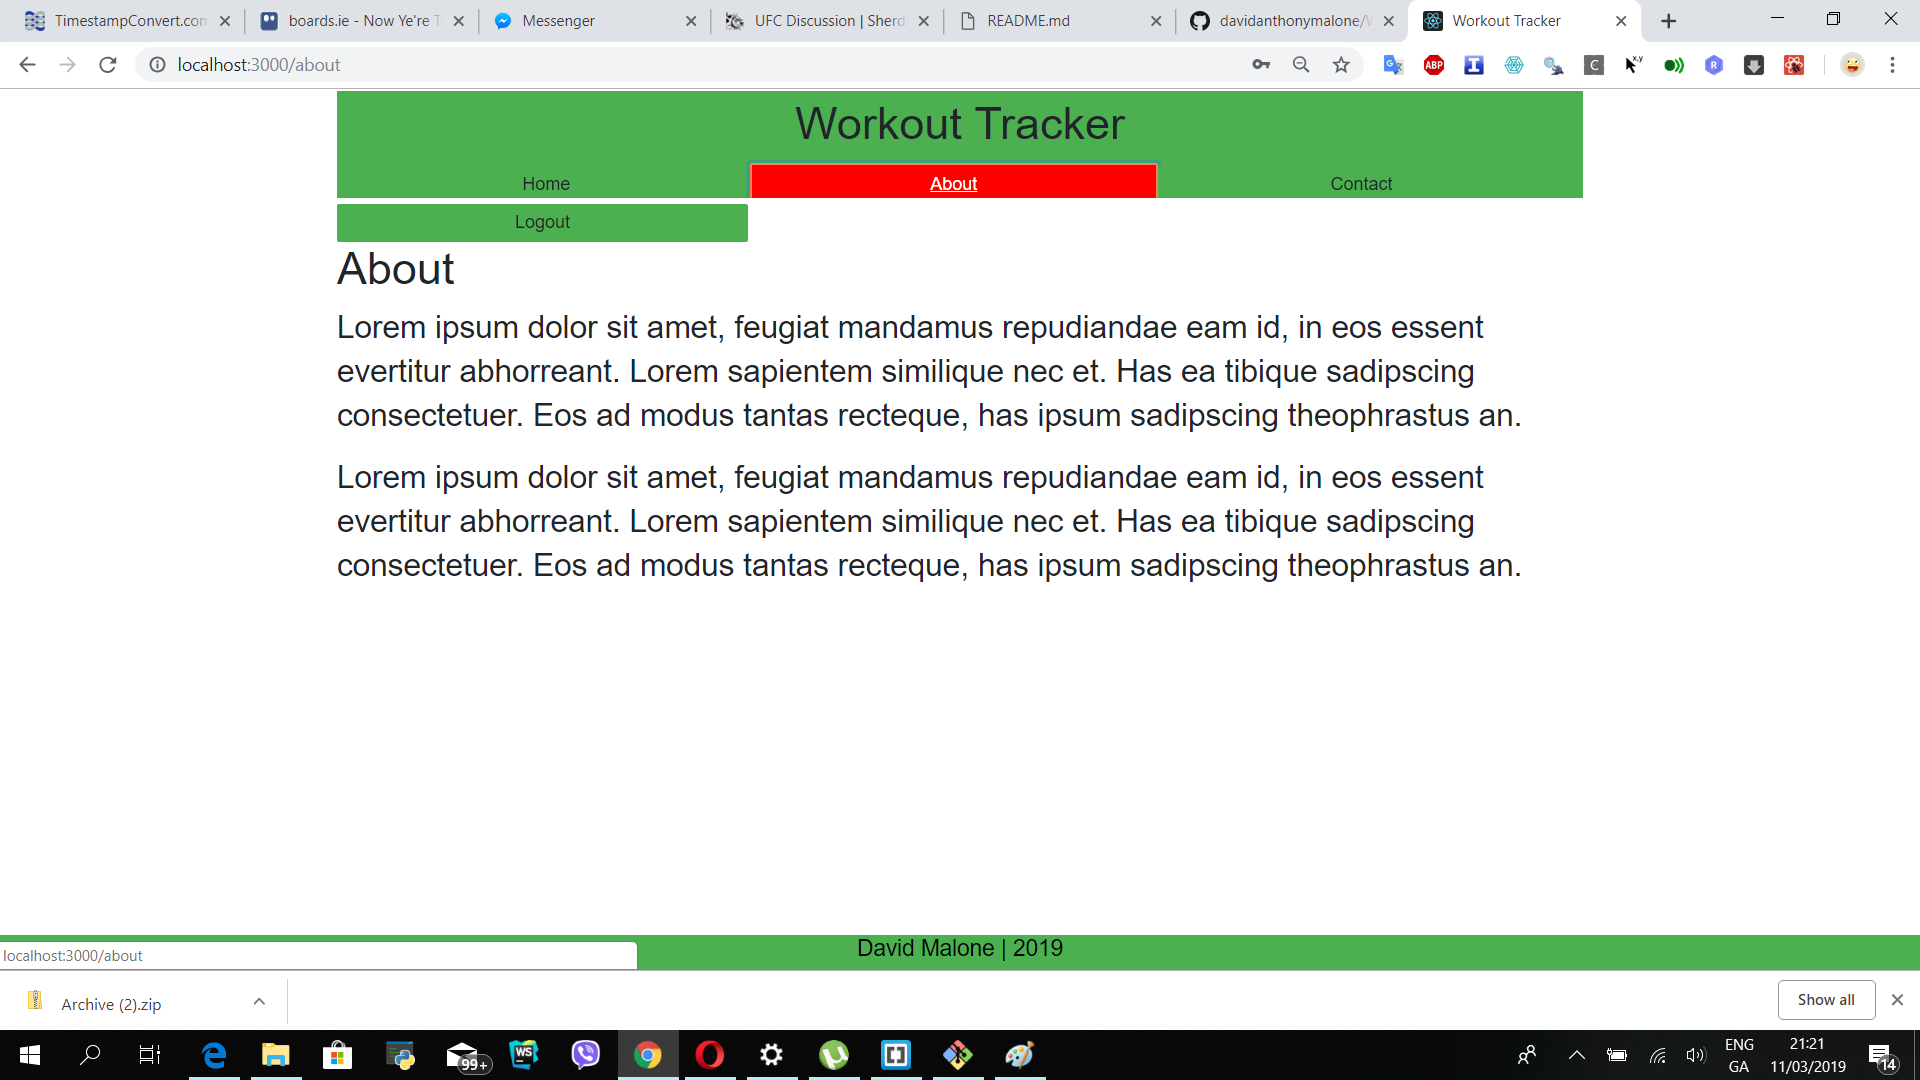 TimestampConvert.com
boards.ie - Now Ye're T
Messenger
UFC Discussion | Sherd
README.md
davidanthonymalone/W
Workout Tracker
localhost:3000/about
ABP
I
C
x,y
R
Workout Tracker
Home
About
Contact
Logout
About
Lorem ipsum dolor sit amet, feugiat mandamus repudiandae eam id, in eos essent
evertitur abhorreant. Lorem sapientem similique nec et. Has ea tibique sadipscing
consectetuer. Eos ad modus tantas recteque, has ipsum sadipscing theophrastus an.
Lorem ipsum dolor sit amet, feugiat mandamus repudiandae eam id, in eos essent
evertitur abhorreant. Lorem sapientem similique nec et. Has ea tibique sadipscing
consectetuer. Eos ad modus tantas recteque, has ipsum sadipscing theophrastus an.
David Malone | 2019
localhost:3000/about
Archive (2).zip
Show all
99+
WS
ENG
GA
21:21
11/03/2019
14